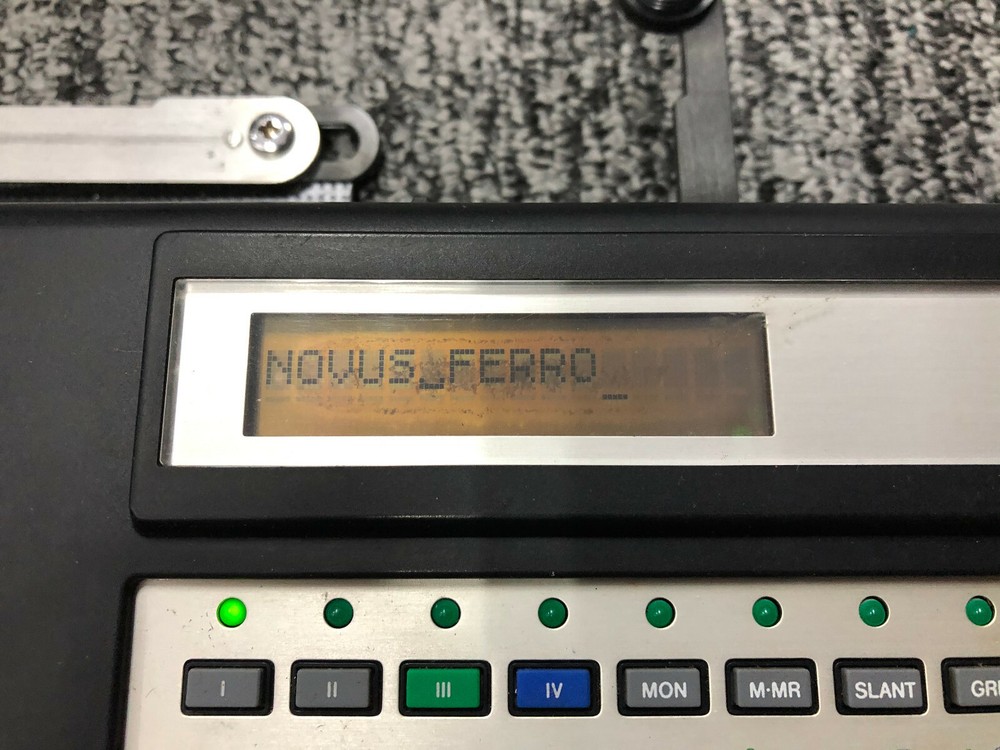 NOVUS_FERRO_
I II III IV MON M·MR SLANT